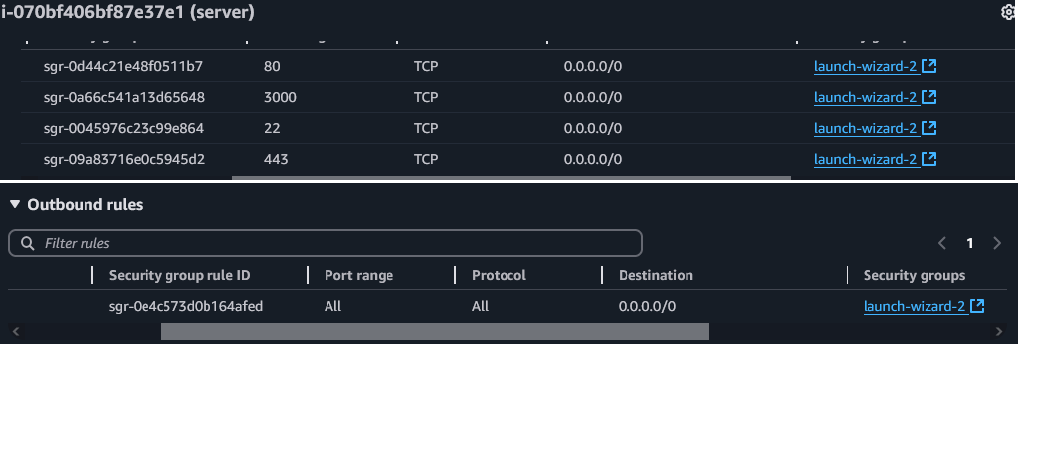 i-070bf406bf87e37e1 (server)
sgr-0d44c21e48f0511b7 80 TCP 0.0.0.0/0 launch-wizard-2
sgr-0a66c541a13d65648 3000 TCP 0.0.0.0/0 launch-wizard-2
sgr-0045976c23c99e864 22 TCP 0.0.0.0/0 launch-wizard-2
sgr-09a83716e0c5945d2 443 TCP 0.0.0.0/0 launch-wizard-2
Outbound rules
Filter rules
1
Security group rule ID Port range Protocol Destination Security groups
sgr-0e4c573d0b164afed All All 0.0.0.0/0 launch-wizard-2